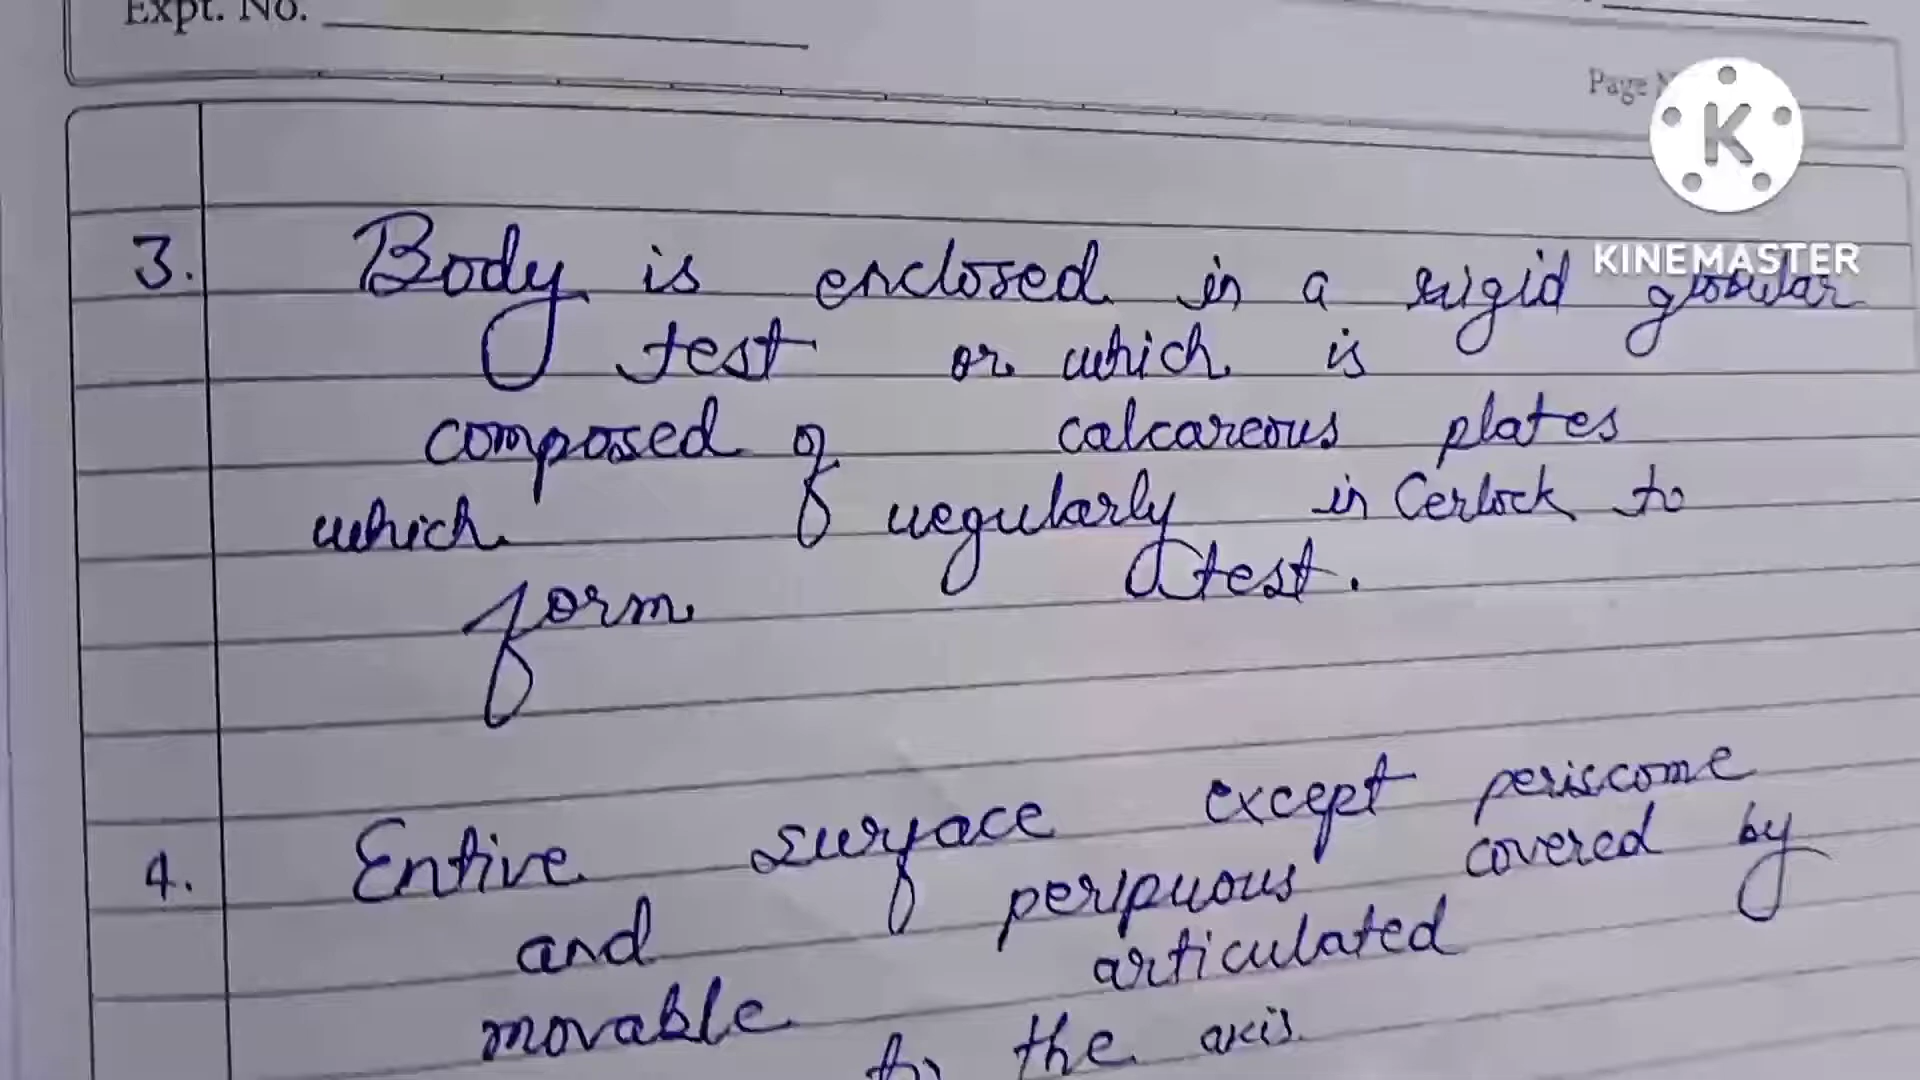 Expt. No.
Page
KINEMASTER
3. Body is enclosed in a rigid globular
test or which is
composed of calcareous plates
which regularly in Cerlock to
form test.
4. Entire surface except periscome
and peripuous covered by
movable articulated
to the axis.